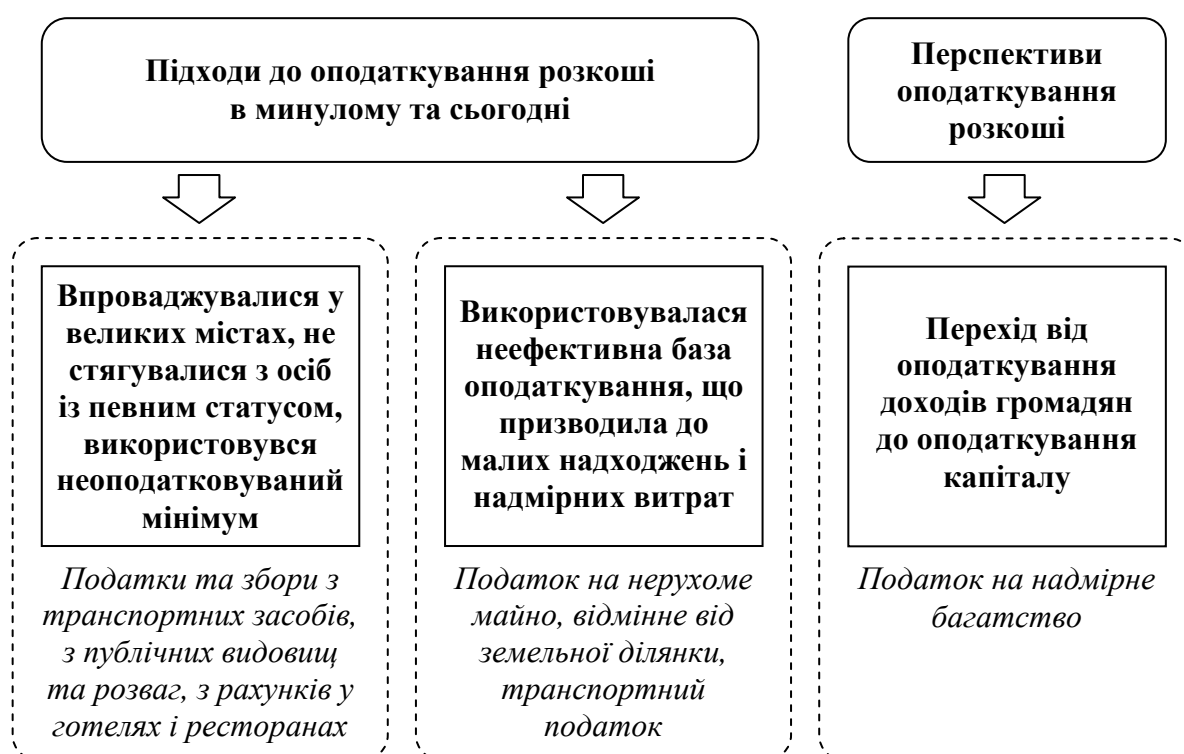 Підходи до оподаткування розкоші
в минулому та сьогодні
Перспективи
оподаткування
розкоші
Впроваджувалися у
великих містах, не
стягувалися з осіб
із певним статусом,
використовувся
неоподатковуваний
мінімум
Податки та збори з
транспортних засобів,
з публічних видовищ
та розваг, з рахунків у
готелях і ресторанах
Використовувалася
неефективна база
оподаткування, що
призводила до
малих надходжень і
надмірних витрат
Податок на нерухоме
майно, відмінне від
земельної ділянки,
транспортний
податок
Перехід від
оподаткування
доходів громадян
до оподаткування
капіталу
Податок на надмірне
багатство